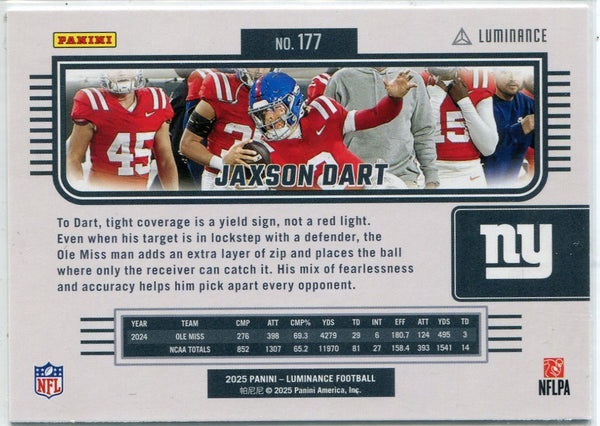 PANINI
NO. 177
LUMINANCE
45
15
JAXSON DART
To Dart, tight coverage is a yield sign, not a red light.
Even when his target is in lockstep with a defender, the
Ole Miss man adds an extra layer of zip and places the ball
where only the receiver can catch it. His mix of fearlessness
and accuracy helps him pick apart every opponent.
ny
YEAR TEAM CMP ATT CMP% YDS TD INT EFF ATT YDS TD
2024 OLE MISS 276 398 69.3 4279 29 6 180.7 124 495 3
NCAA TOTALS 852 1307 65.2 11970 81 27 158.4 393 1541 14
NFL
2025 PANINI – LUMINANCE FOOTBALL
帕尼尼 © 2025 Panini America, Inc.
NFLPA